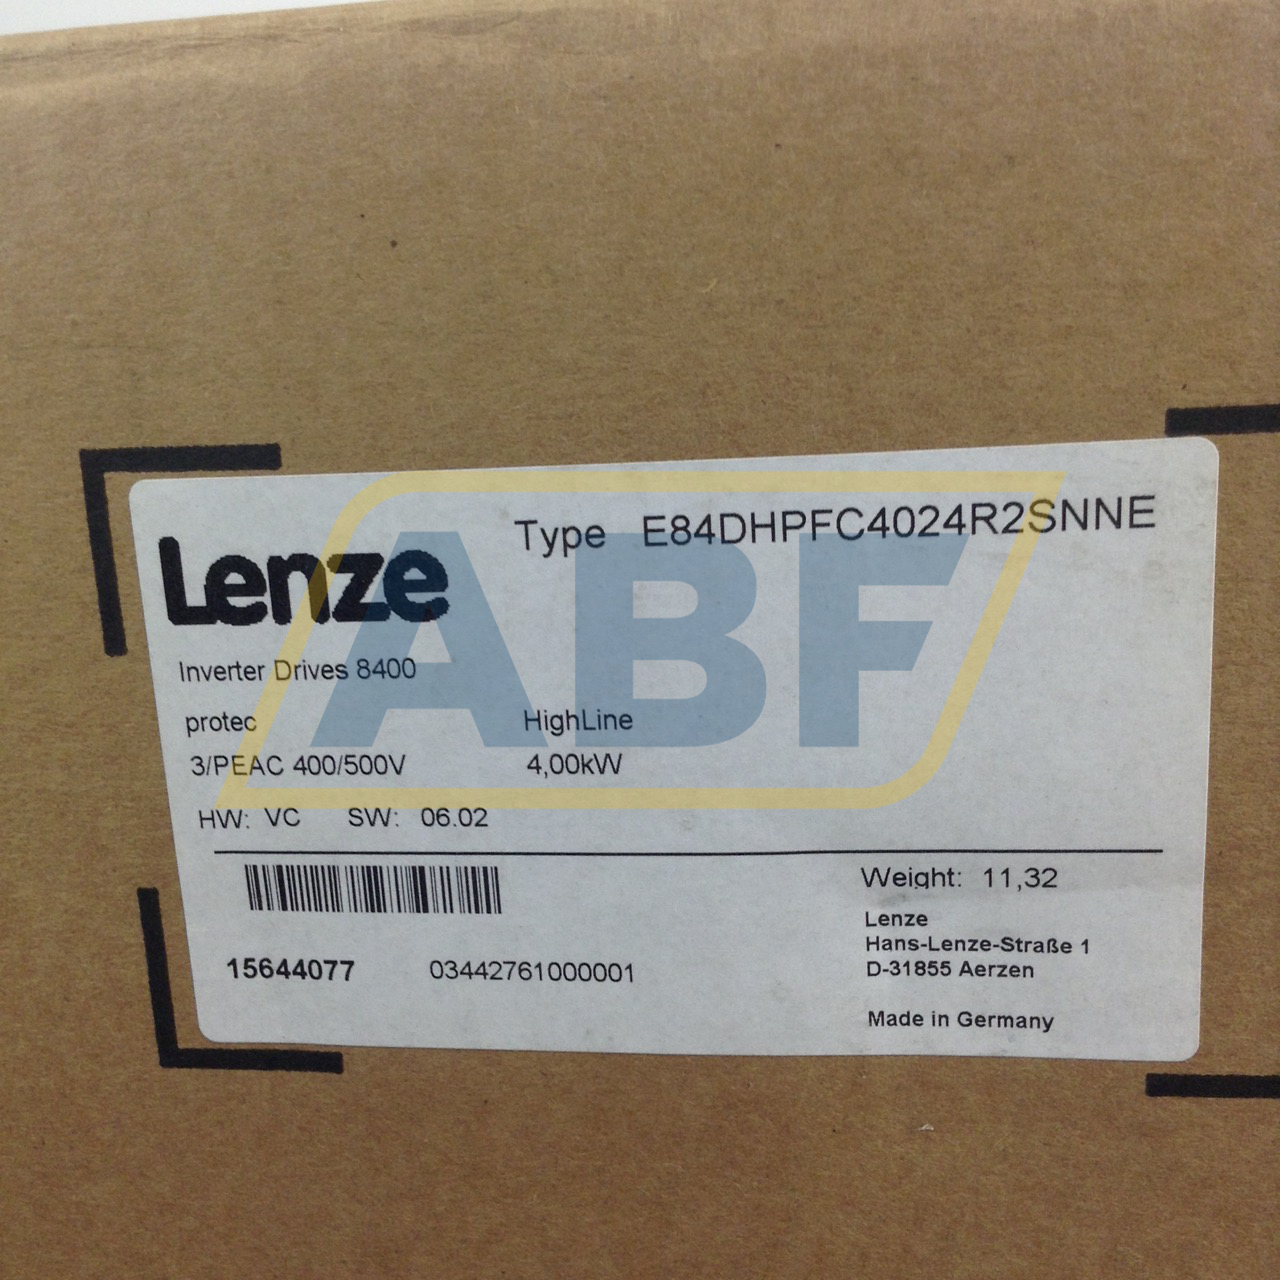 Lenze
Type E84DHPFC4024R2SNNE
Inverter Drives 8400
protec HighLine
3/PEAC 400/500V 4,00kW
HW: VC SW: 06.02
ABF
Weight: 11,32
Lenze
Hans-Lenze-Straße 1
D-31855 Aerzen
15644077 03442761000001
Made in Germany